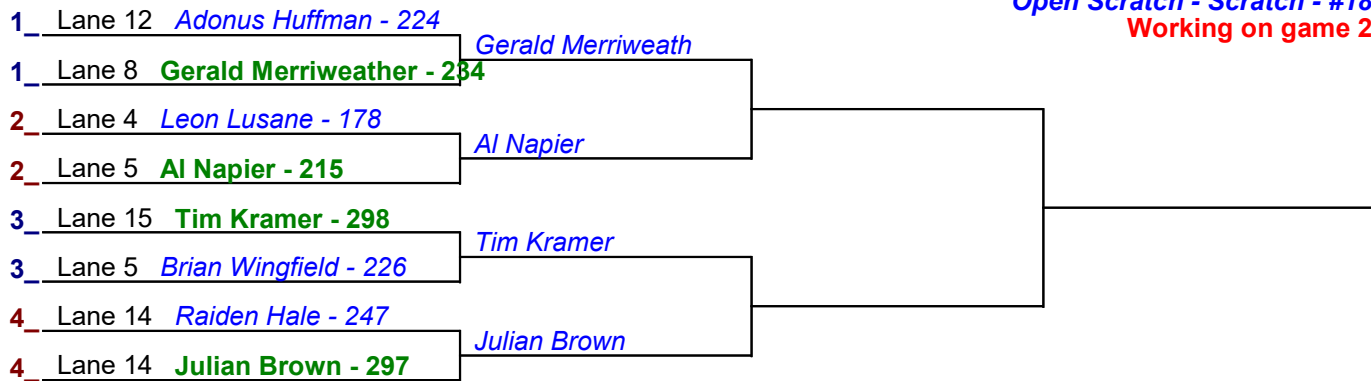 Open Scratch - Scratch - #18
Working on game 2
1_ Lane 12 Adonus Huffman - 224
Gerald Merriweath
1_ Lane 8 Gerald Merriweather - 234
2_ Lane 4 Leon Lusane - 178
Al Napier
2_ Lane 5 Al Napier - 215
3_ Lane 15 Tim Kramer - 298
Tim Kramer
3_ Lane 5 Brian Wingfield - 226
4_ Lane 14 Raiden Hale - 247
Julian Brown
4_ Lane 14 Julian Brown - 297